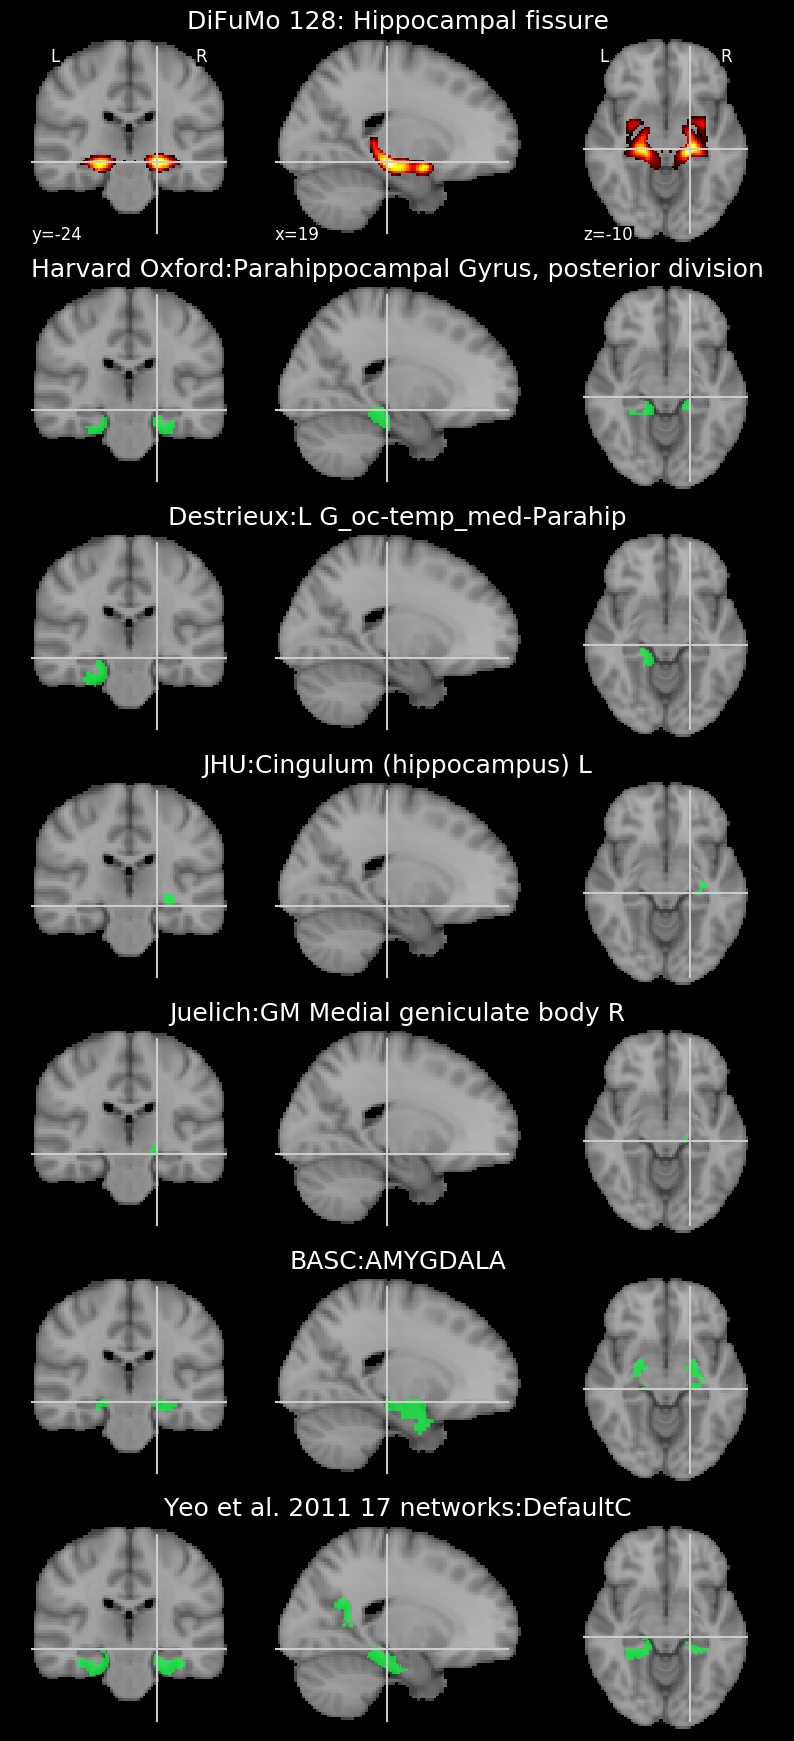 DiFuMo 128: Hippocampal fissure
L R L R
y=-24 x=19 z=-10
Harvard Oxford:Parahippocampal Gyrus, posterior division
Destrieux:L G_oc-temp_med-Parahip
JHU:Cingulum (hippocampus) L
Juelich:GM Medial geniculate body R
BASC:AMYGDALA
Yeo et al. 2011 17 networks:DefaultC